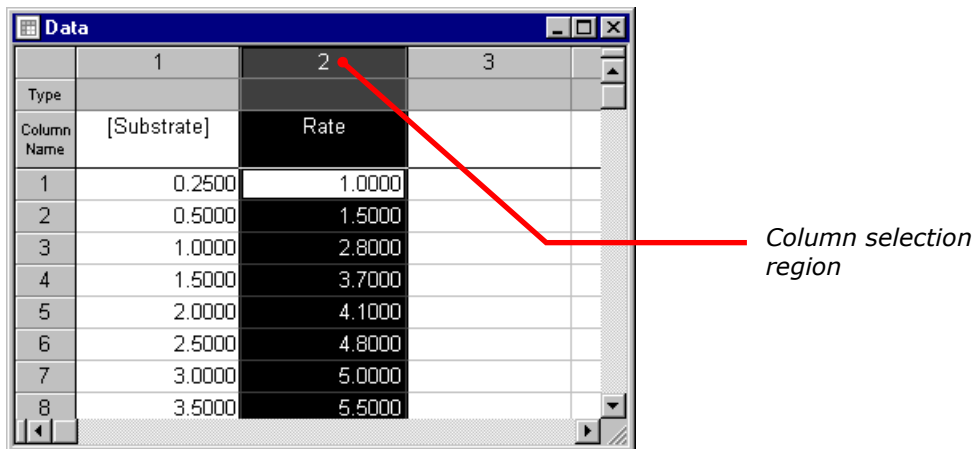 Data
1 2 3
Type
Column Name [Substrate] Rate
1 0.2500 1.0000
2 0.5000 1.5000
3 1.0000 2.8000
4 1.5000 3.7000
5 2.0000 4.1000
6 2.5000 4.8000
7 3.0000 5.0000
8 3.5000 5.5000
Column selection
region